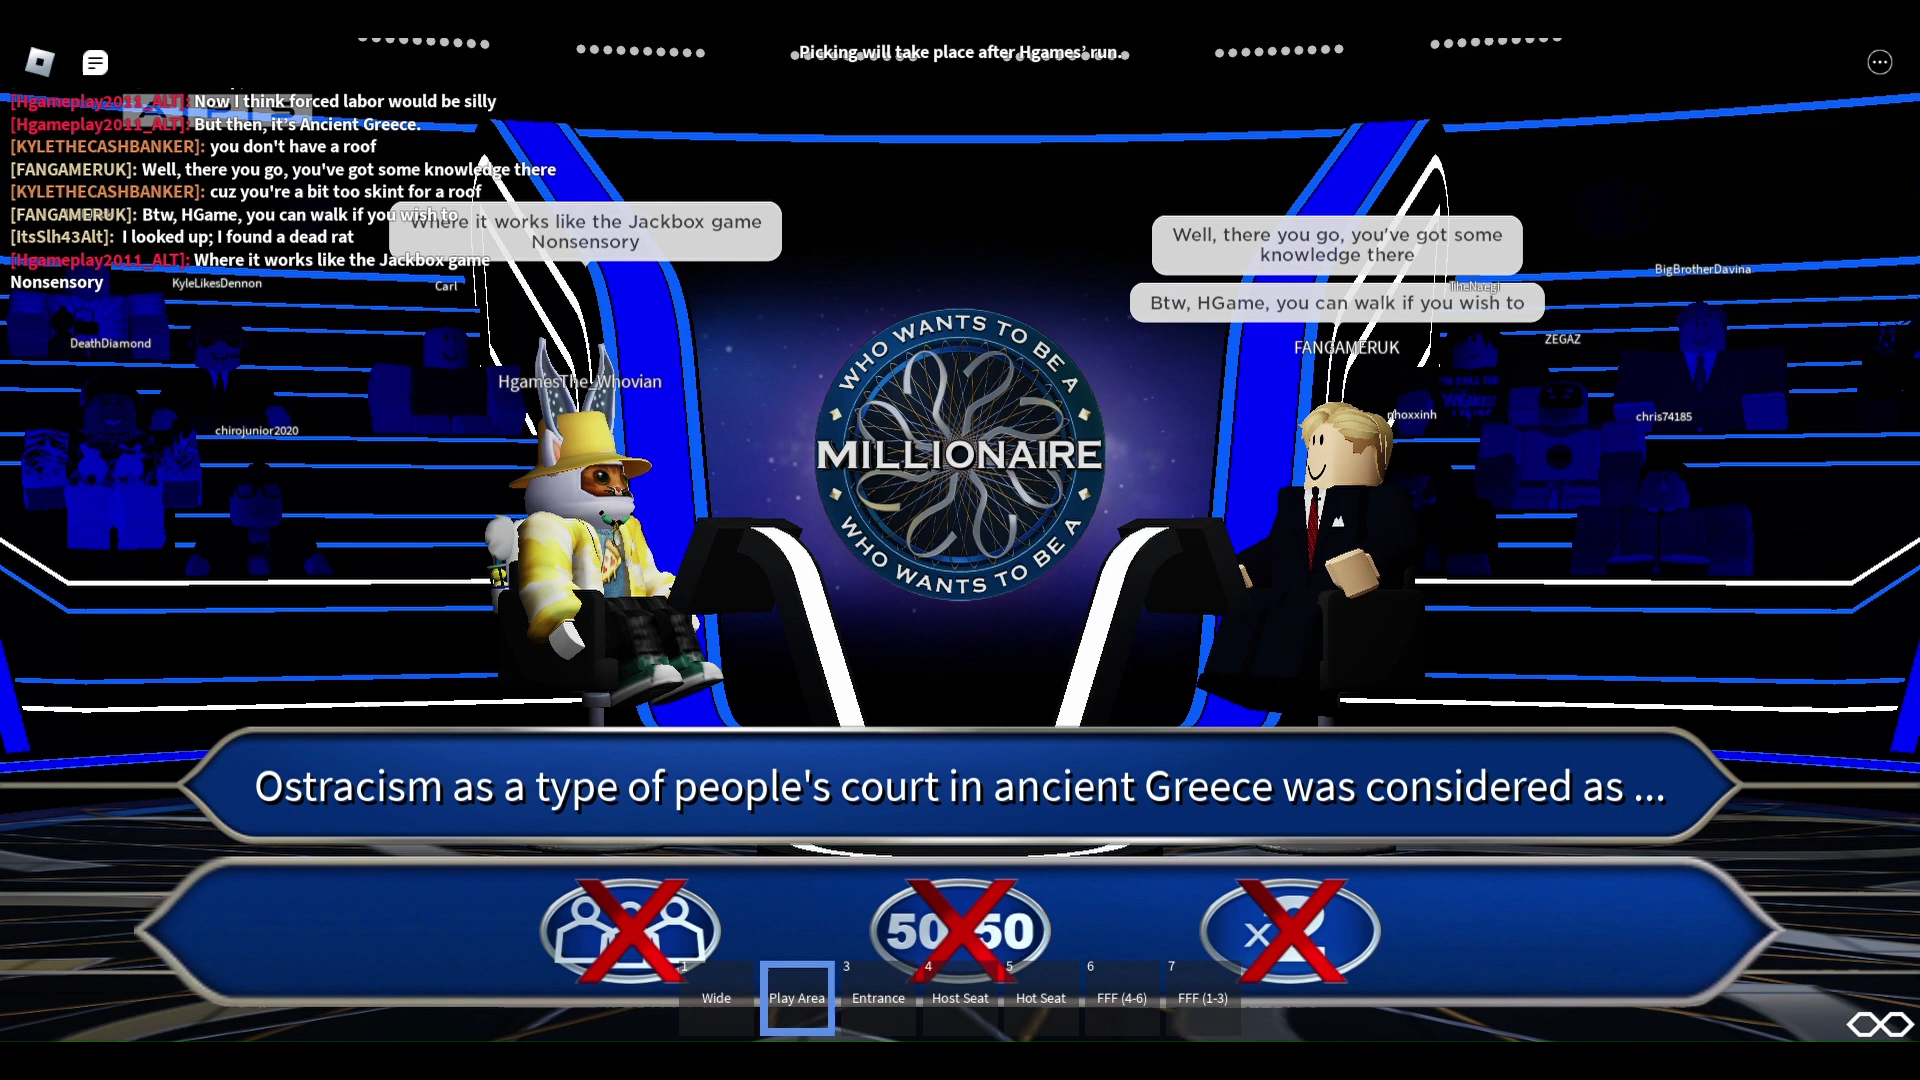 Picking will take place after Hgames' run.
[Hgameplay2011_ALT]: Now I think forced labor would be silly
[Hgameplay2011_ALT]: But then, it's Ancient Greece.
[KYLETHECASHBANKER]: you don't have a roof
[FANGAMERUK]: Well, there you go, you've got some knowledge there
[KYLETHECASHBANKER]: cuz you're a bit too skint for a roof
[FANGAMERUK]: Btw, HGame, you can walk if you wish to
[ItsSlh43Alt]: I looked up; I found a dead rat
[Hgameplay2011_ALT]: Where it works like the Jackbox game
Nonsensory
Where it works like the Jackbox game
Nonsensory
Well, there you go, you've got some
knowledge there
Btw, HGame, you can walk if you wish to
BigBrotherDavina
TheNaegi
KyleLikesDennon
Carl
DeathDiamond
ZEGAZ
FANGAMERUK
HgamesThe_Whovian
nhoxxinh
chris74185
chirojunior2020
WHO WANTS TO BE A
MILLIONAIRE
WHO WANTS TO BE A
Ostracism as a type of people's court in ancient Greece was considered as ...
50 50
x2
1
3
4
5
6
7
Wide
Play Area
Entrance
Host Seat
Hot Seat
FFF (4-6)
FFF (1-3)